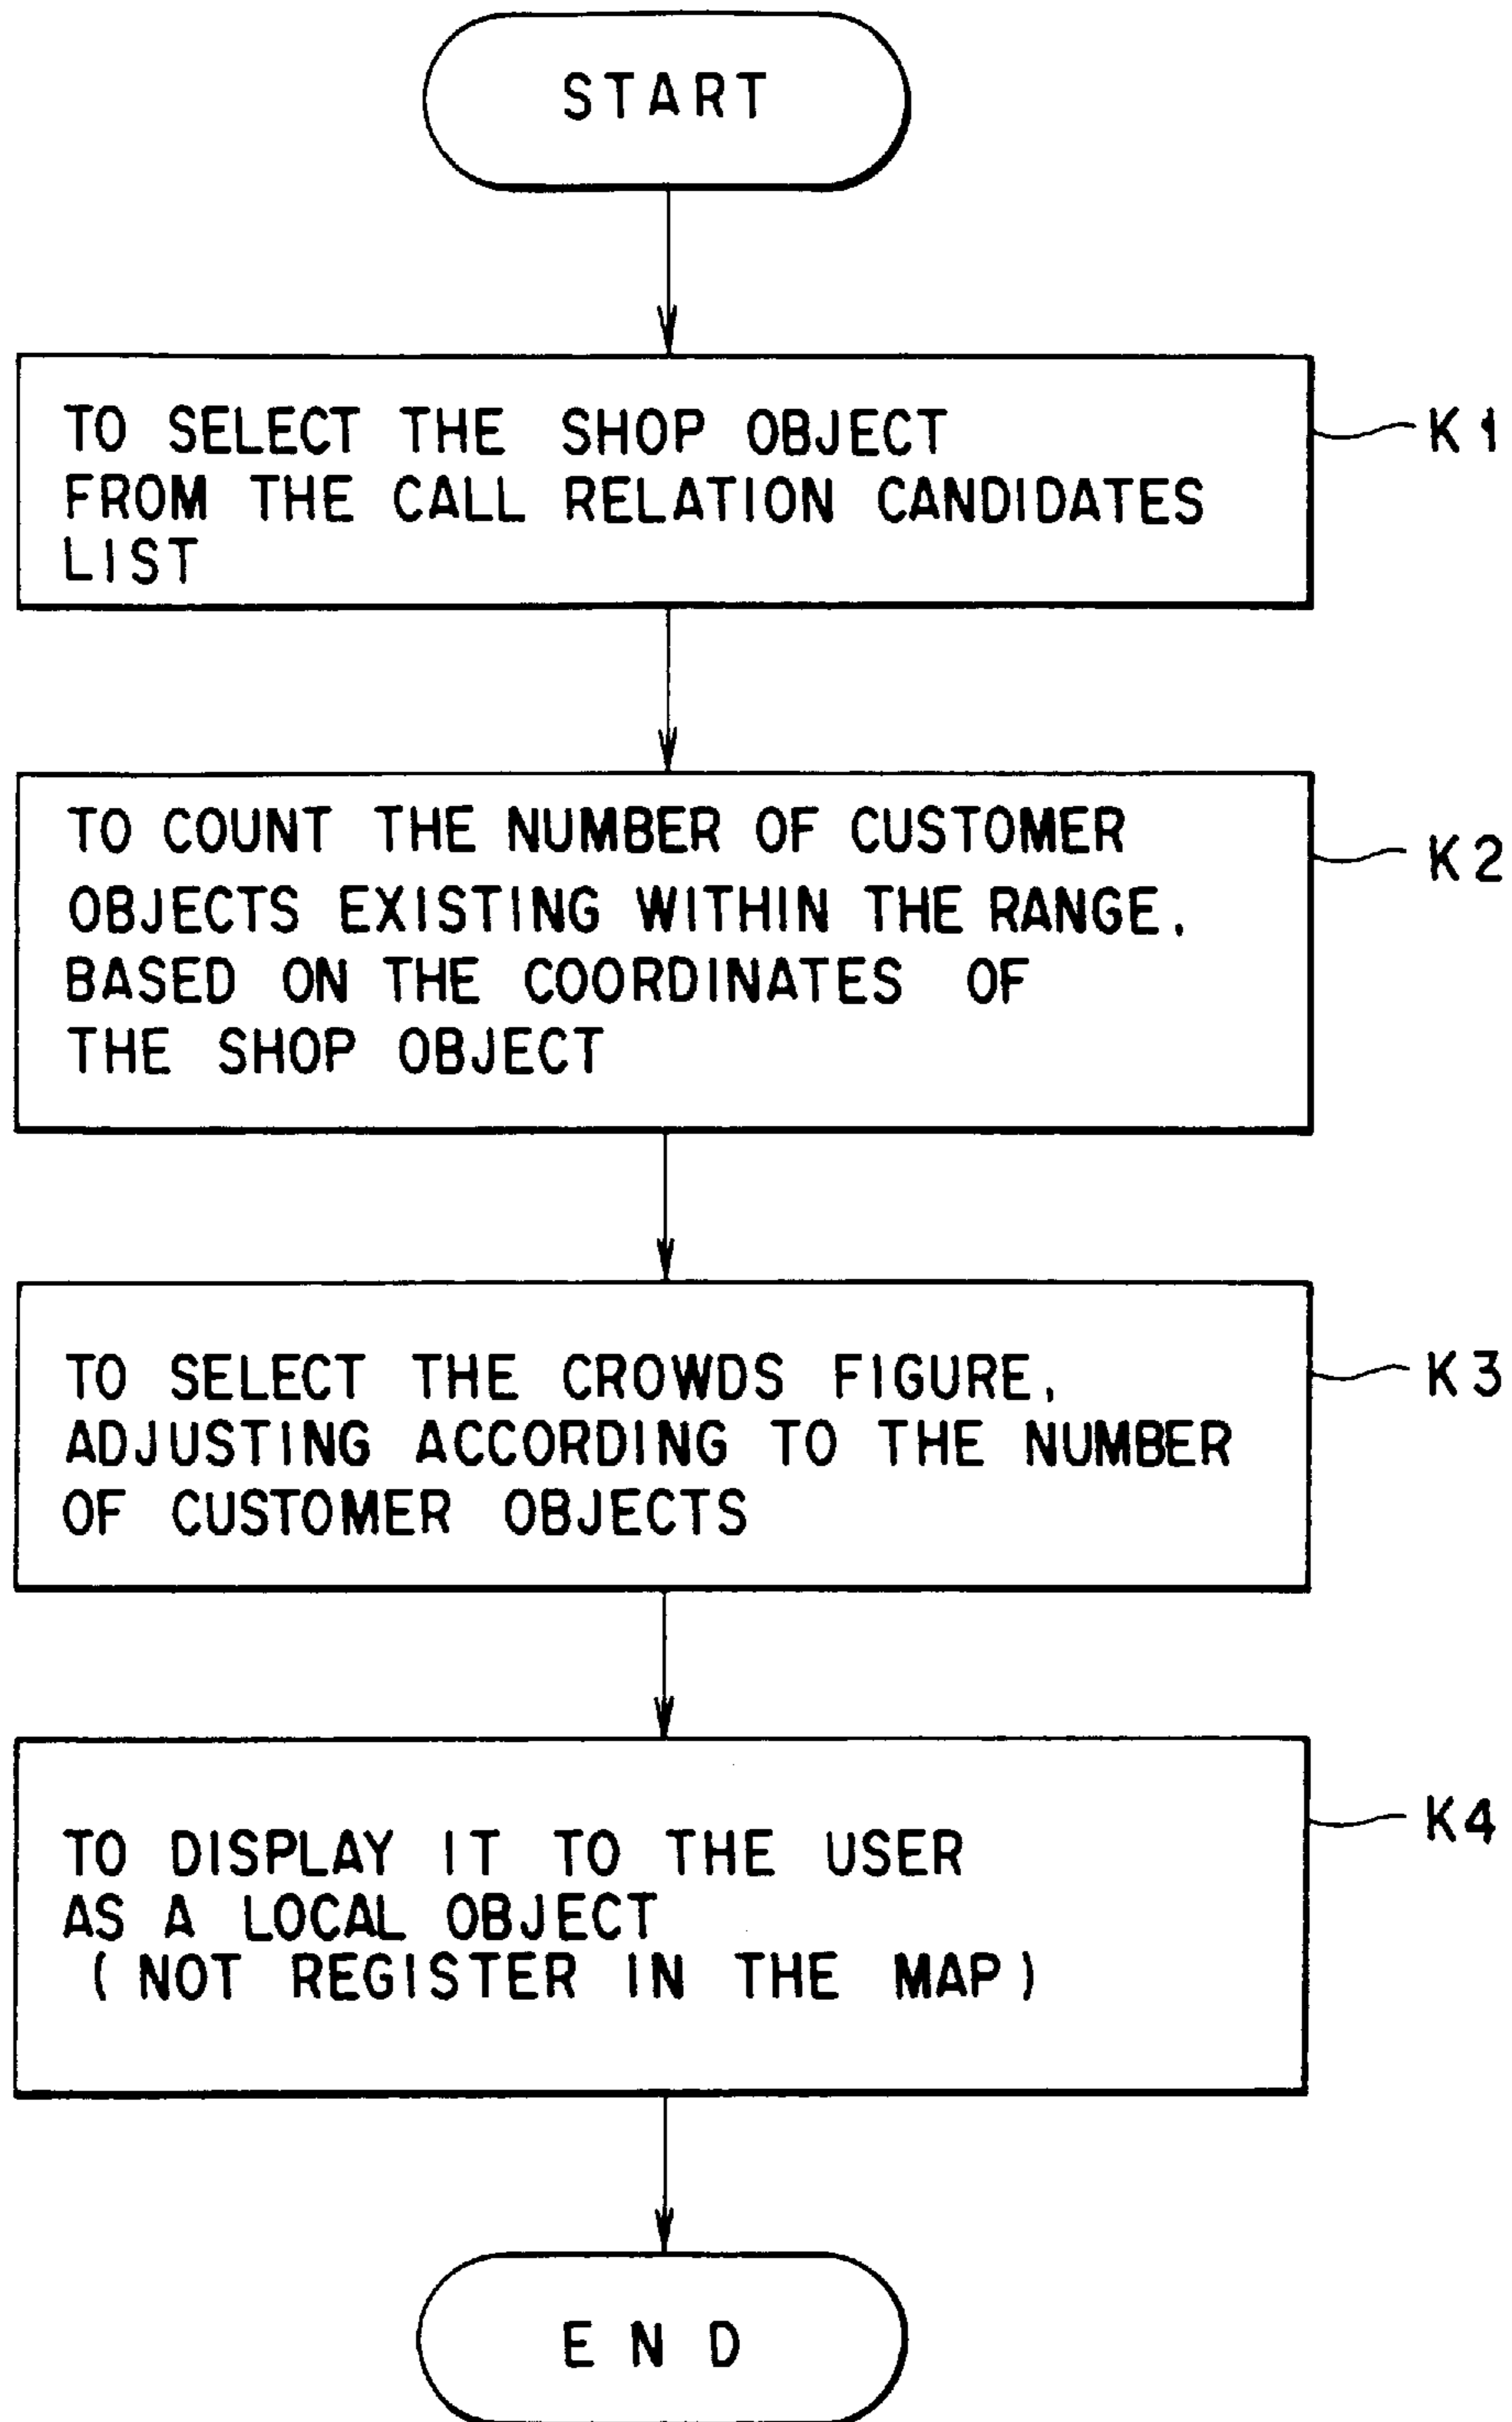 START
TO SELECT THE SHOP OBJECT
FROM THE CALL RELATION CANDIDATES
LIST
K1
TO COUNT THE NUMBER OF CUSTOMER
OBJECTS EXISTING WITHIN THE RANGE,
BASED ON THE COORDINATES OF
THE SHOP OBJECT
K2
TO SELECT THE CROWDS FIGURE,
ADJUSTING ACCORDING TO THE NUMBER
OF CUSTOMER OBJECTS
K3
TO DISPLAY IT TO THE USER
AS A LOCAL OBJECT
(NOT REGISTER IN THE MAP)
K4
END